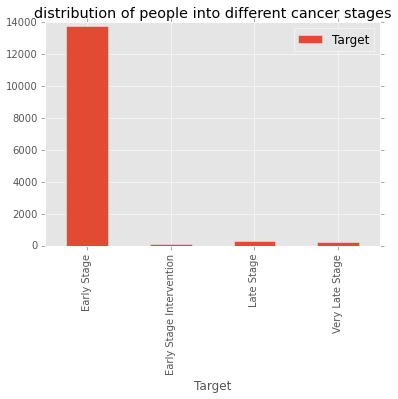 distribution of people into different cancer stages
14000
12000
10000
8000
6000
4000
2000
0
Target
Early Stage
Early Stage Intervention
Late Stage
Very Late Stage
Target